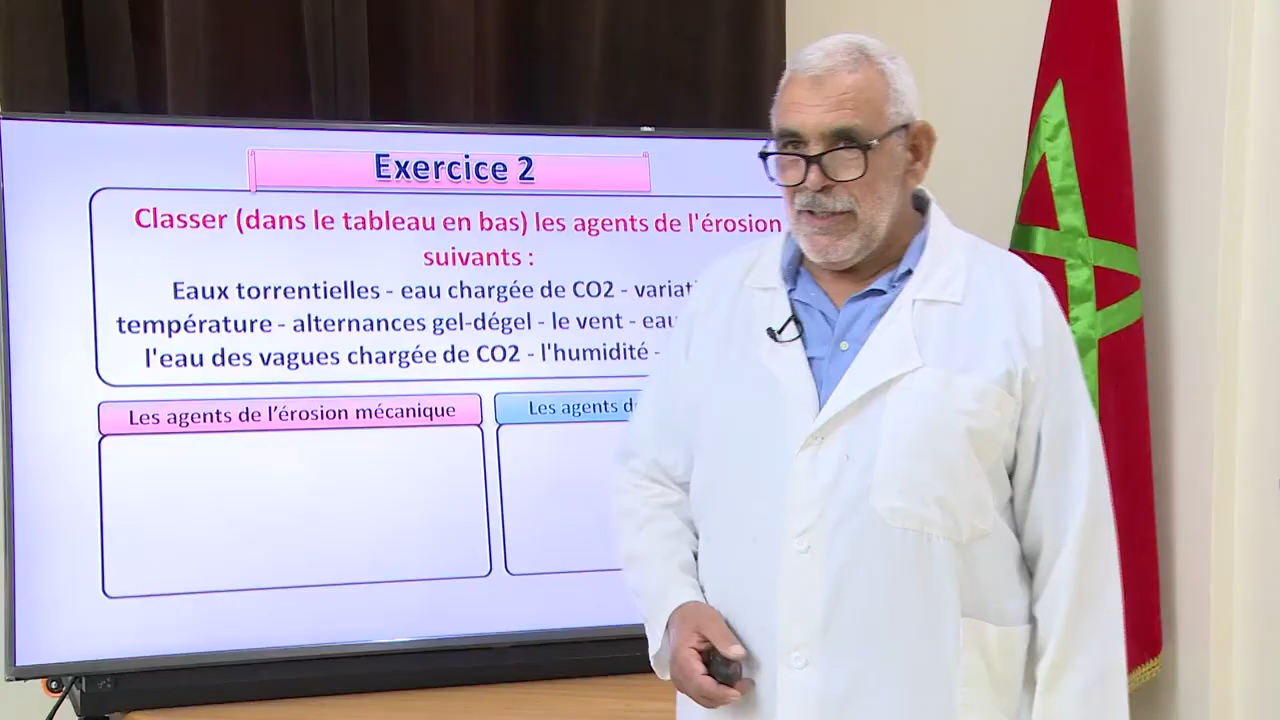 Exercice 2
Classer (dans le tableau en bas) les agents de l'érosion
suivants :
Eaux torrentielles - eau chargée de CO2 -
température - alternances gel-dégel - le vent -
l'eau des vagues chargée de CO2 - l'humidité -
Les agents de l'érosion mécanique
Les agents